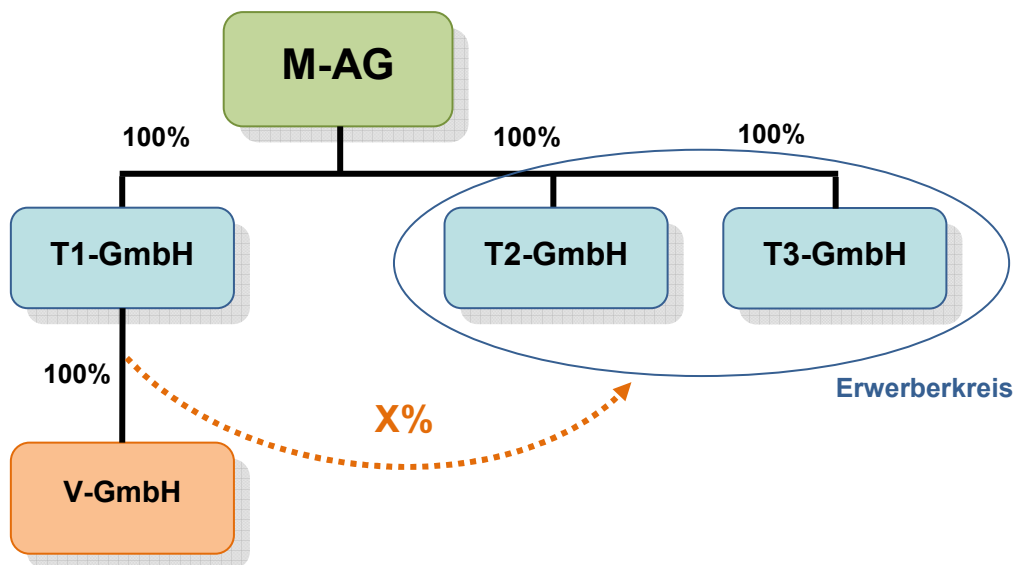 M-AG
100%
100%
100%
T1-GmbH
T2-GmbH
T3-GmbH
100%
Erwerberkreis
X%
V-GmbH